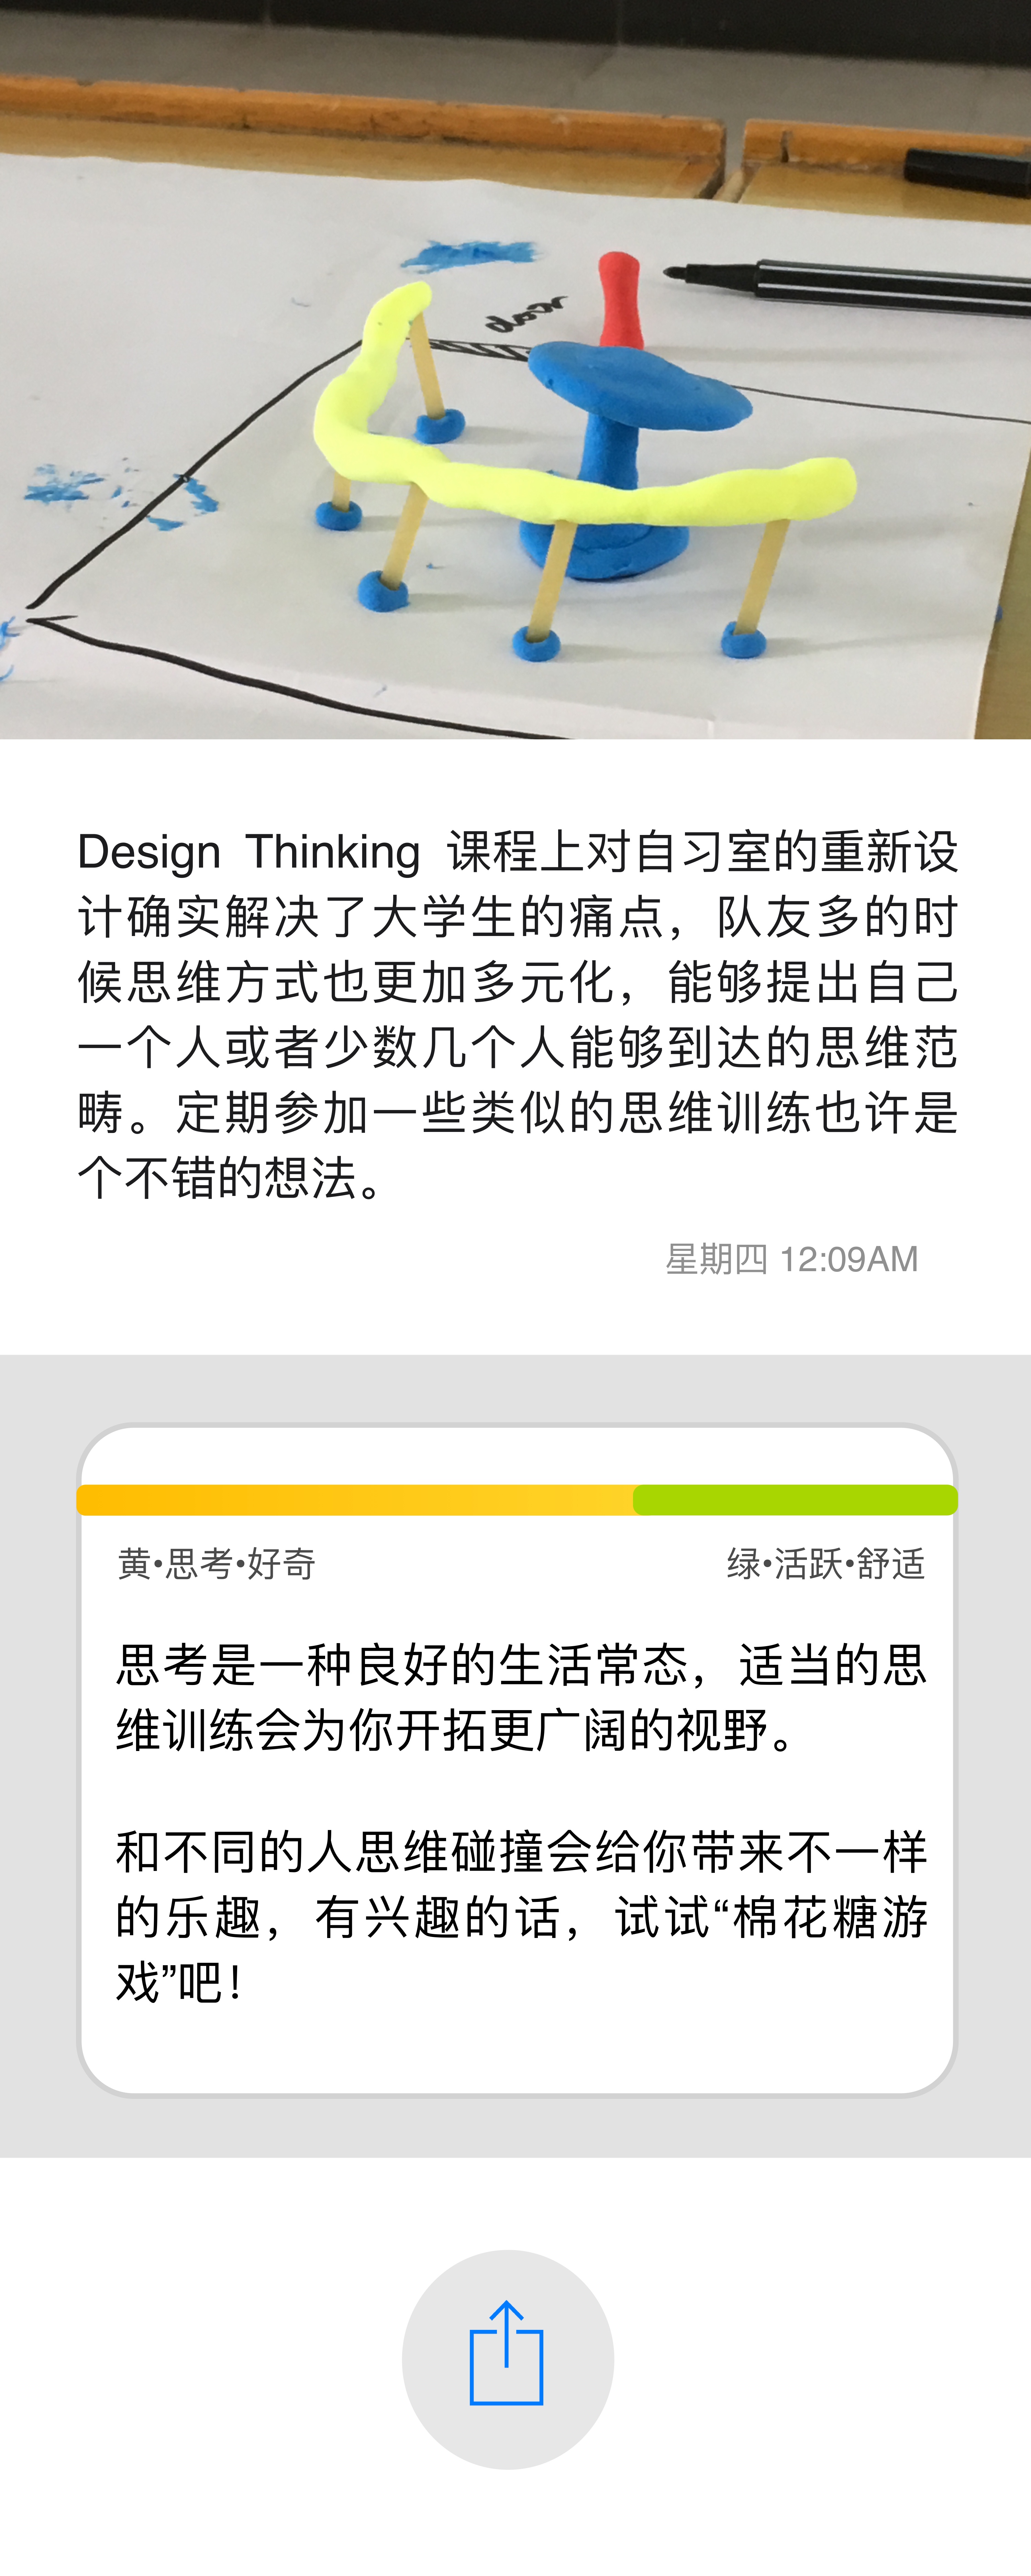 door
Design Thinking 课程上对自习室的重新设
计确实解决了大学生的痛点，队友多的时
候思维方式也更加多元化，能够提出自己
一个人或者少数几个人能够到达的思维范
畴。定期参加一些类似的思维训练也许是
个不错的想法。
星期四 12:09AM
黄•思考•好奇
绿•活跃•舒适
思考是一种良好的生活常态，适当的思
维训练会为你开拓更广阔的视野。
和不同的人思维碰撞会给你带来不一样
的乐趣，有兴趣的话，试试“棉花糖游
戏”吧！